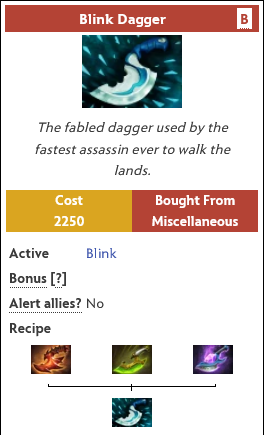 Blink Dagger B
The fabled dagger used by the
fastest assassin ever to walk the
lands.
Cost Bought From
2250 Miscellaneous
Active Blink
Bonus [?]
Alert allies? No
Recipe